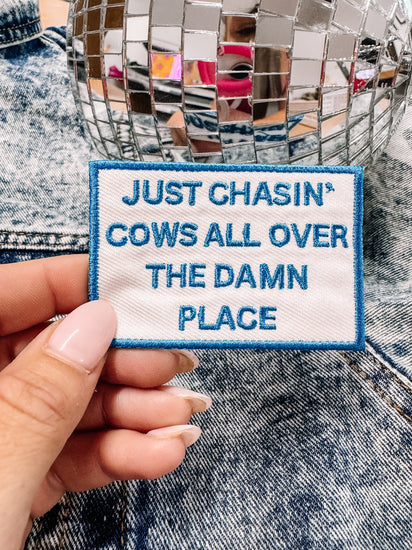 JUST CHASIN'
COWS ALL OVER
THE DAMN
PLACE